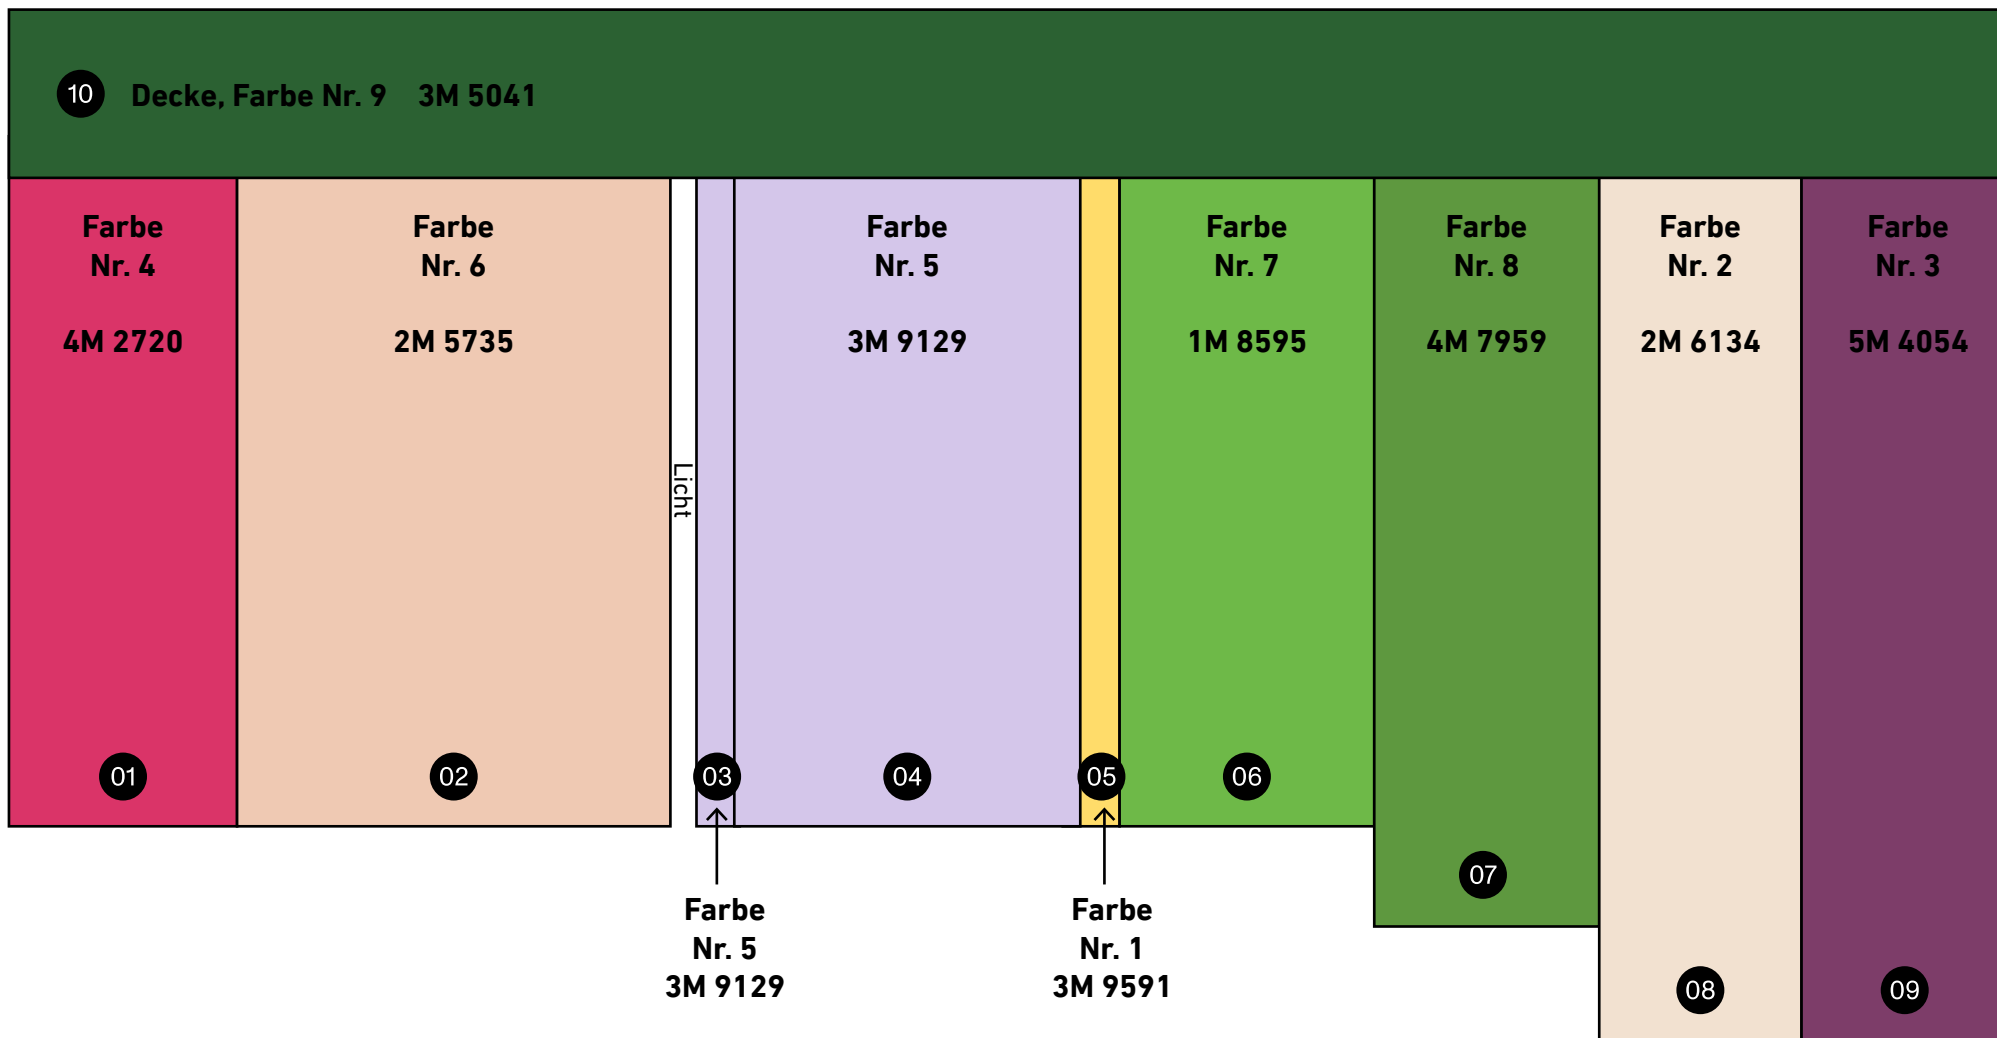 10 Decke, Farbe Nr. 9 3M 5041
Farbe
Nr. 4
4M 2720
01
Farbe
Nr. 6
2M 5735
02
Licht
03
Farbe
Nr. 5
3M 9129
Farbe
Nr. 5
3M 9129
04
05
Farbe
Nr. 1
3M 9591
Farbe
Nr. 7
1M 8595
06
Farbe
Nr. 8
4M 7959
07
Farbe
Nr. 2
2M 6134
08
Farbe
Nr. 3
5M 4054
09